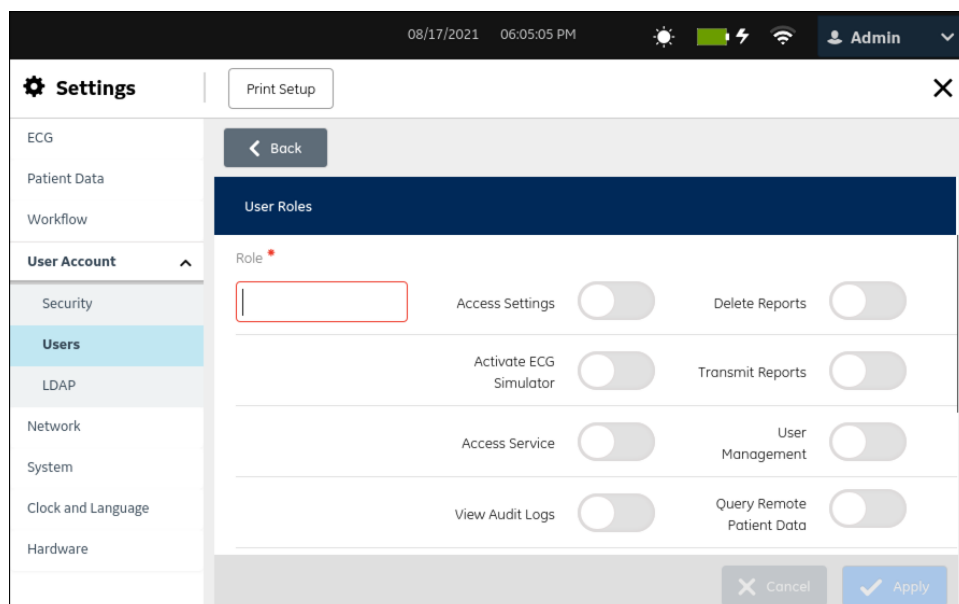 08/17/2021 06:05:05 PM Admin
Settings Print Setup
ECG
Patient Data
Workflow
User Account
Security
Users
LDAP
Network
System
Clock and Language
Hardware
Back
User Roles
Role *
Access Settings
Delete Reports
Activate ECG
Simulator
Transmit Reports
Access Service
User
Management
View Audit Logs
Query Remote
Patient Data
Cancel
Apply